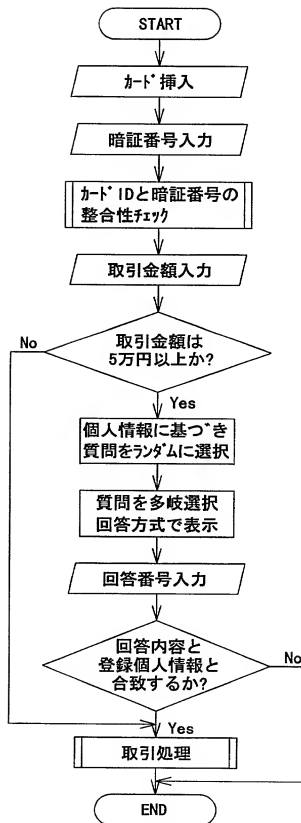 START
カード挿入
暗証番号入力
カードIDと暗証番号の
整合性チェック
取引金額入力
取引金額は
5万円以上か?
No
Yes
個人情報に基づき
質問をランダムに選択
質問を多岐選択
回答方式で表示
回答番号入力
回答内容と
登録個人情報と
合致するか?
No
Yes
取引処理
END